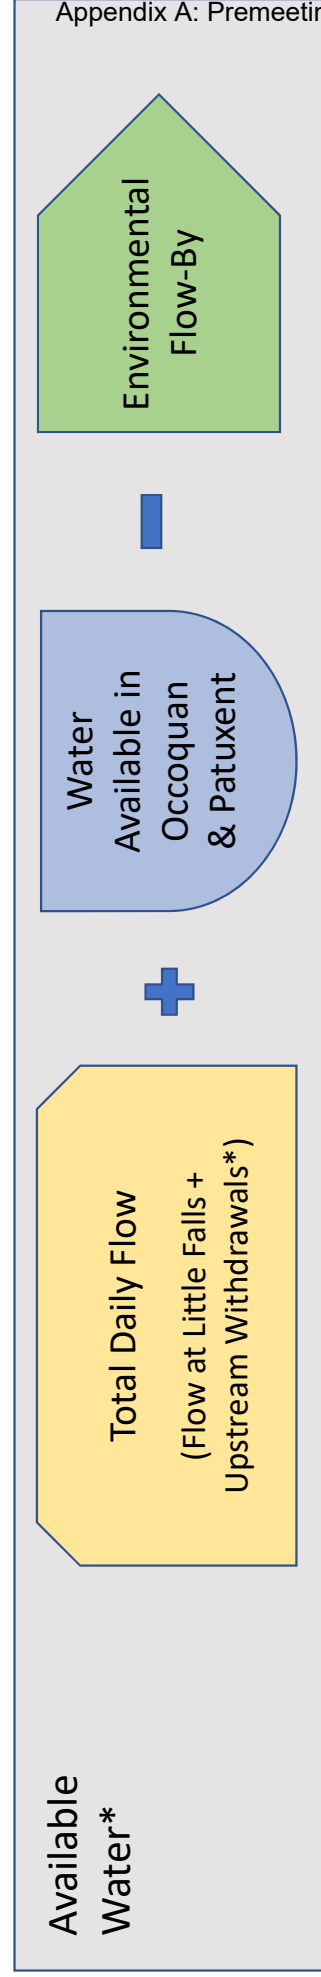 Appendix A: Premeetin
Available
Water*
Total Daily Flow
(Flow at Little Falls +
Upstream Withdrawals*)
+
Water
Available in
Occoquan
& Patuxent
-
Environmental
Flow-By